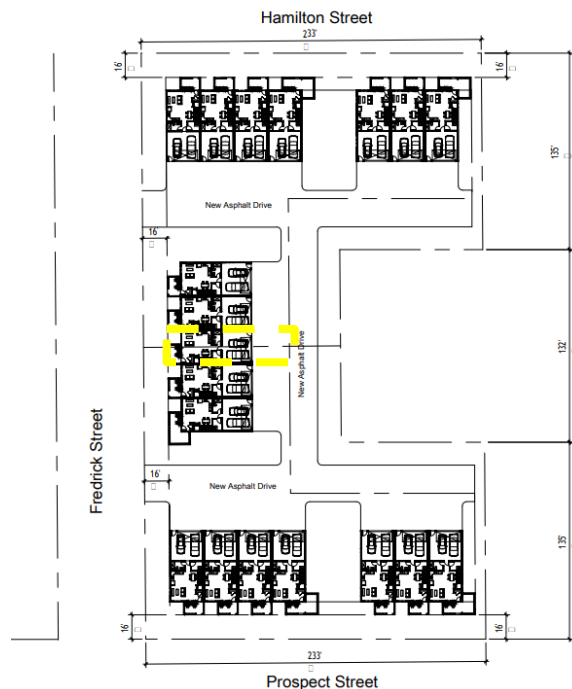 Hamilton Street
233'
16'
16'
New Asphalt Drive
135'
16'
Fredrick Street
New Asphalt Drive
132'
16'
New Asphalt Drive
135'
16'
16'
233'
Prospect Street